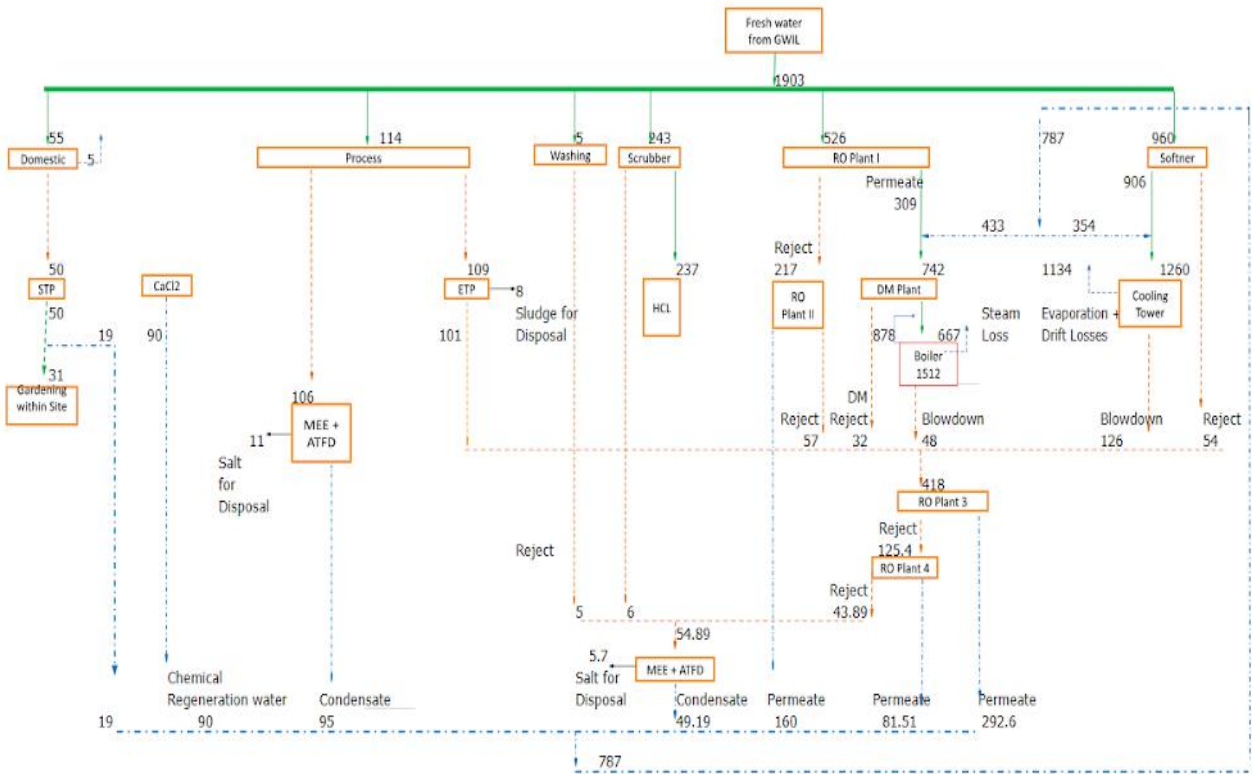 Fresh water
from GWIL
1903
55
114
5
243
526
787
960
Domestic
5
Process
Washing
Scrubber
RO Plant I
Softner
Permeate
309
906
433
354
Reject
50
109
237
217
742
1134
1260
STP
CaCl2
ETP
8
HCL
RO
Plant II
DM Plant
Cooling
Tower
50
Sludge for
Disposal
Steam
Loss
Evaporation +
Drift Losses
19
90
101
878
667
Boiler
1512
31
Gardening
within Site
106
MEE +
ATFD
DM
Reject
Reject
Blowdown
Blowdown
Reject
11
57
32
48
126
54
Salt
for
Disposal
418
RO Plant 3
Reject
Reject
125.4
RO Plant 4
Reject
5
6
43.89
54.89
5.7
MEE + ATFD
Chemical
Regeneration water
Salt for
Disposal
Condensate
Condensate
Permeate
Permeate
Permeate
19
90
95
49.19
160
81.51
292.6
787